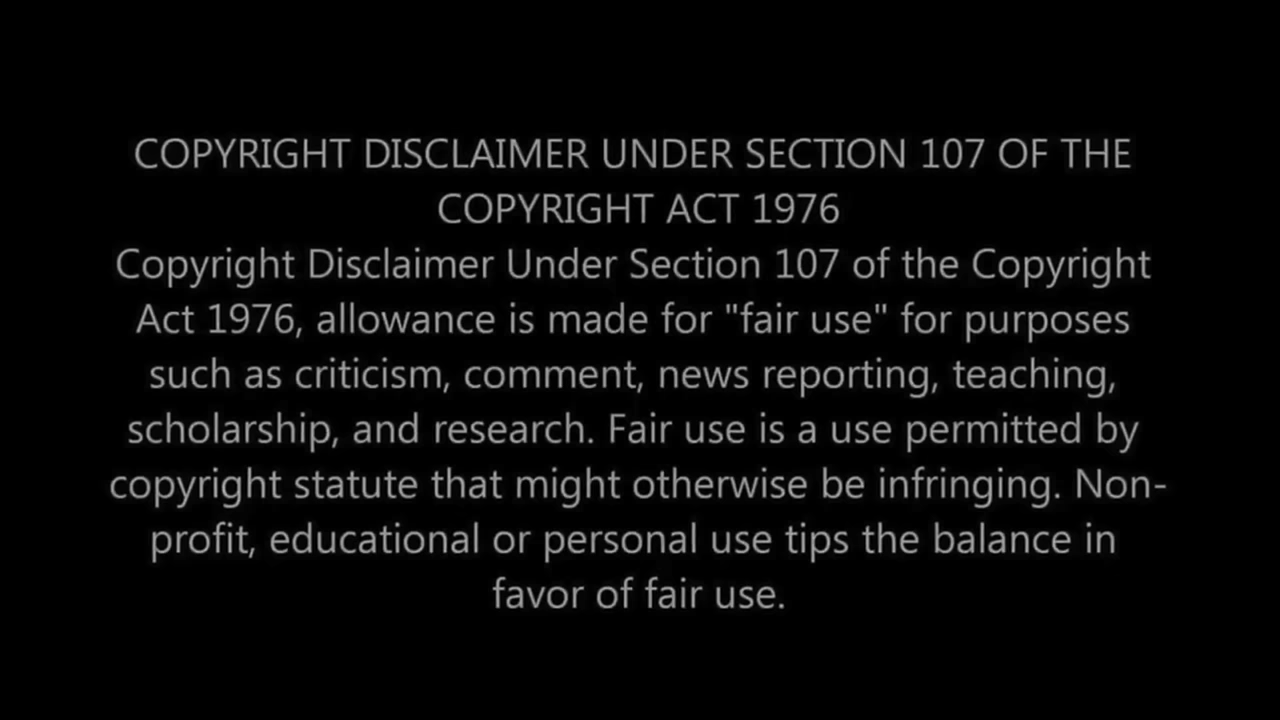 COPYRIGHT DISCLAIMER UNDER SECTION 107 OF THE
COPYRIGHT ACT 1976
Copyright Disclaimer Under Section 107 of the Copyright
Act 1976, allowance is made for "fair use" for purposes
such as criticism, comment, news reporting, teaching,
scholarship, and research. Fair use is a use permitted by
copyright statute that might otherwise be infringing. Non-
profit, educational or personal use tips the balance in
favor of fair use.